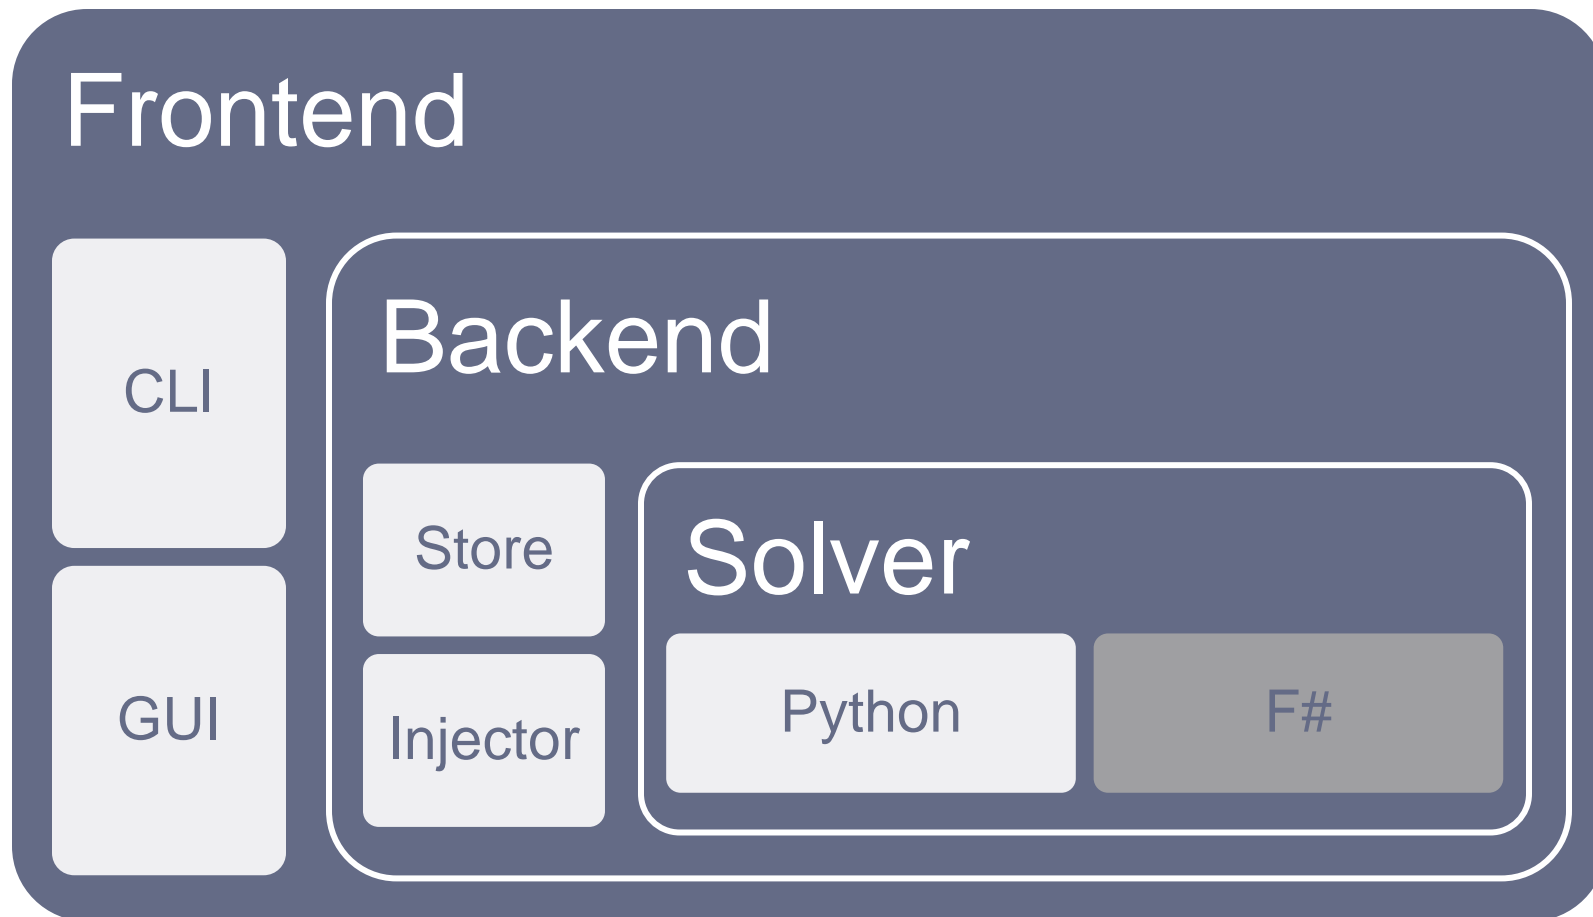 Frontend
CLI
GUI
Backend
Store
Injector
Solver
Python
F#